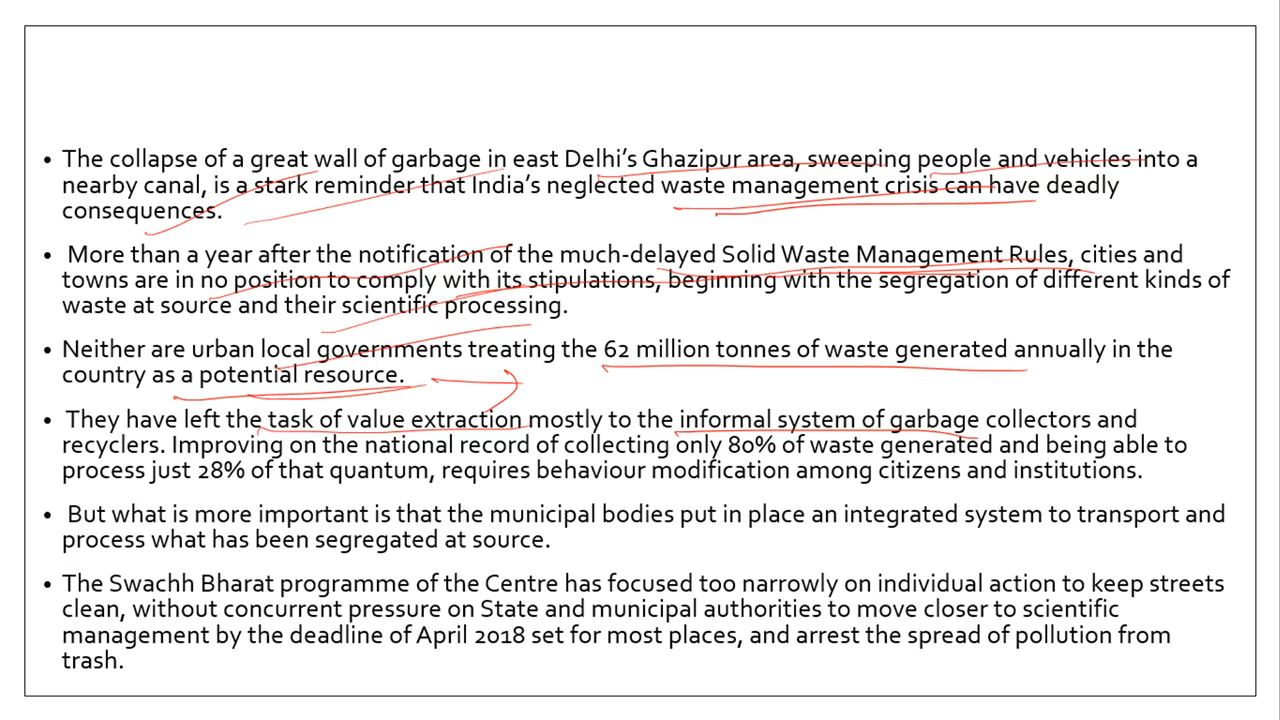 • The collapse of a great wall of garbage in east Delhi's Ghazipur area, sweeping people and vehicles into a
nearby canal, is a stark reminder that India's neglected waste management crisis can have deadly
consequences.
• More than a year after the notification of the much-delayed Solid Waste Management Rules, cities and
towns are in no position to comply with its stipulations, beginning with the segregation of different kinds of
waste at source and their scientific processing.
• Neither are urban local governments treating the 62 million tonnes of waste generated annually in the
country as a potential resource.
• They have left the task of value extraction mostly to the informal system of garbage collectors and
recyclers. Improving on the national record of collecting only 80% of waste generated and being able to
process just 28% of that quantum, requires behaviour modification among citizens and institutions.
• But what is more important is that the municipal bodies put in place an integrated system to transport and
process what has been segregated at source.
• The Swachh Bharat programme of the Centre has focused too narrowly on individual action to keep streets
clean, without concurrent pressure on State and municipal authorities to move closer to scientific
management by the deadline of April 2018 set for most places, and arrest the spread of pollution from
trash.